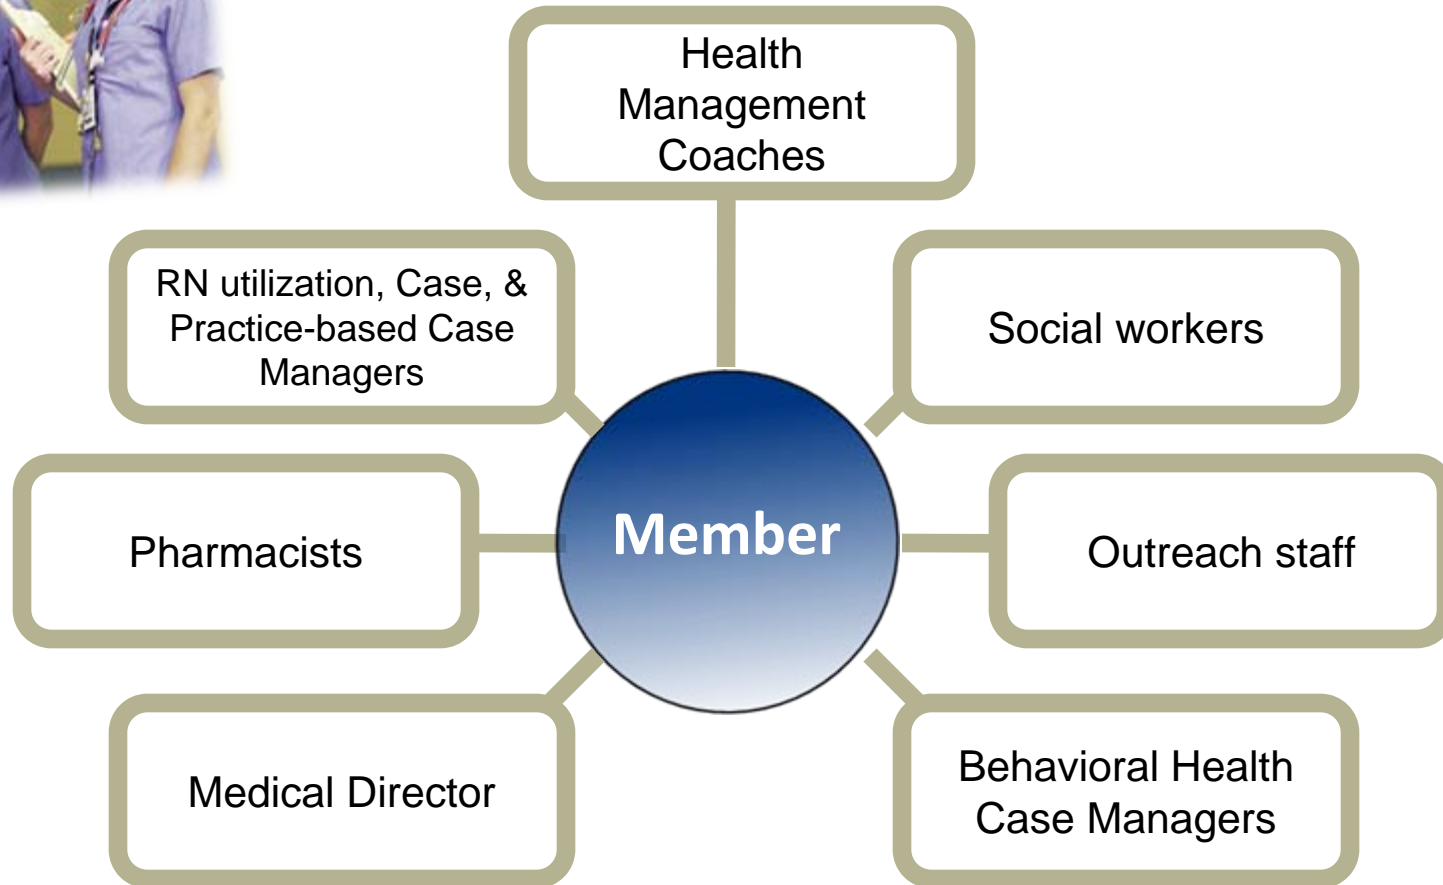 Health
Management
Coaches
RN utilization, Case, &
Practice-based Case
Managers
Social workers
Pharmacists
Member
Outreach staff
Medical Director
Behavioral Health
Case Managers